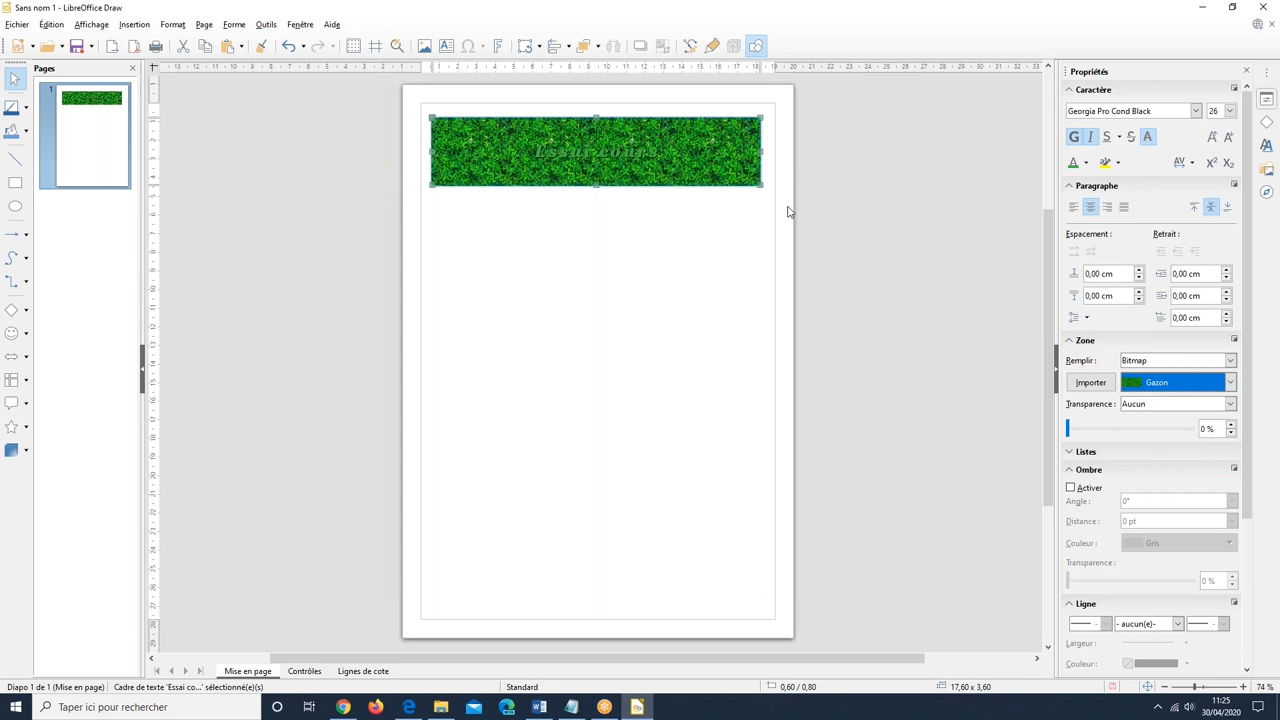 Sans nom 1 - LibreOffice Draw
Fichier Édition Affichage Insertion Format Page Forme Outils Fenêtre Aide
Pages
1
Essai cours
Propriétés
Caractère
Georgia Pro Cond Black 26
Paragraphe
Espacement : Retrait :
0,00 cm 0,00 cm
0,00 cm 0,00 cm
0,00 cm
Zone
Remplir : Bitmap
Importer Gazon
Transparence : Aucun
0 %
Listes
Ombre
Activer
Angle : 0°
Distance : 0 pt
Couleur : Gris
Transparence :
0 %
Ligne
- aucun(e)-
Largeur :
Couleur :
Mise en page Contrôles Lignes de cote
Diapo 1 de 1 (Mise en page) Cadre de texte 'Essai co...' sélectionné(e)(s) Standard 0,60 / 0,80 17,60 x 3,60 74 %
Taper ici pour rechercher
11:25
30/04/2020